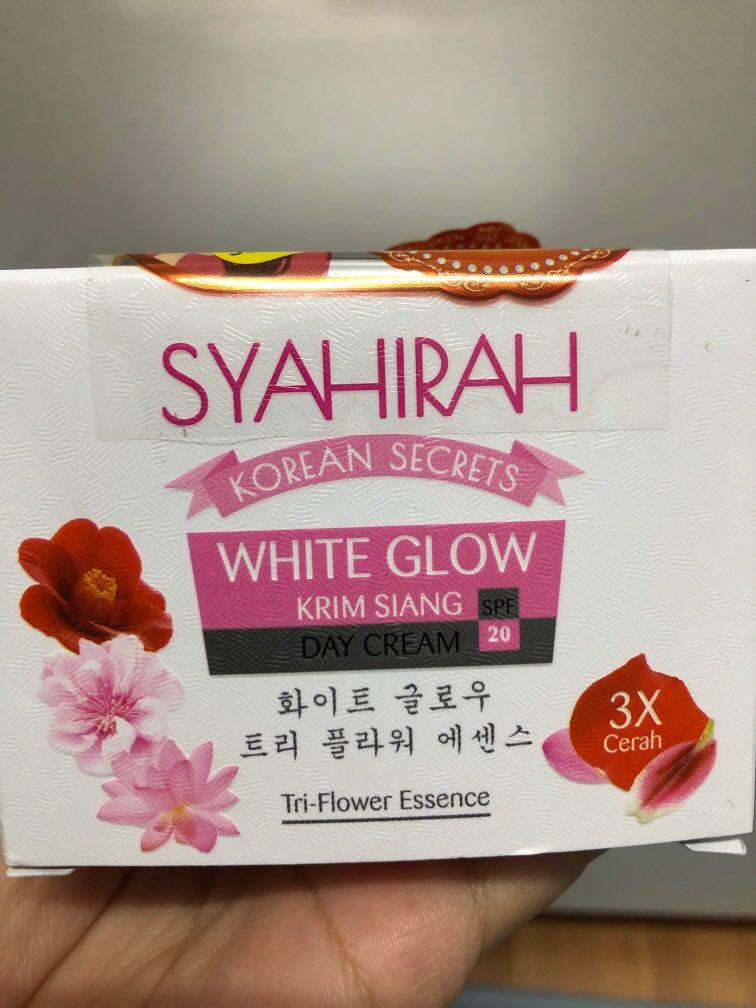 SYAHIRAH
KOREAN SECRETS
WHITE GLOW
KRIM SIANG
SPF
20
DAY CREAM
화이트 글로우
트리 플라워 에센스
3X
Cerah
Tri-Flower Essence